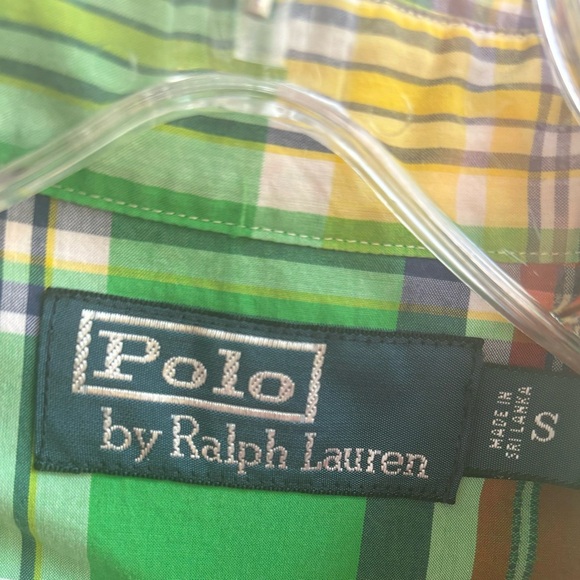 Polo
by Ralph Lauren
MADE IN
SRI LANKA
S